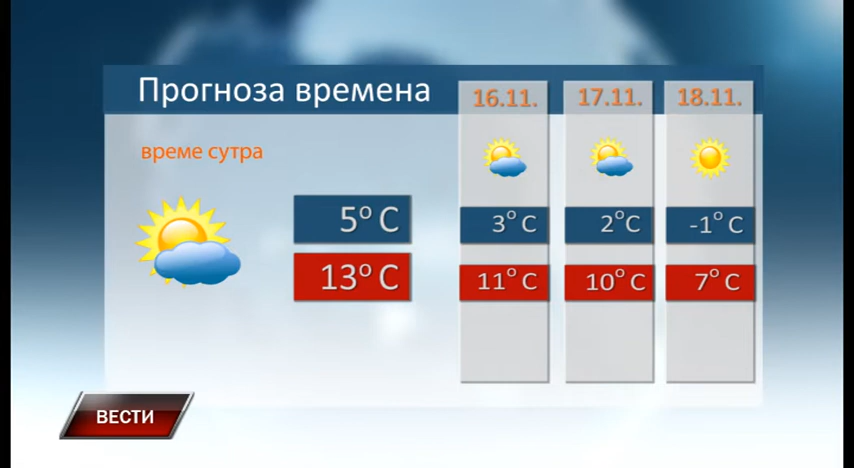 Прогноза времена
време сутра
5° C
13° C
16.11.
3° C
11° C
17.11.
2°C
10° C
18.11.
-1° C
7° C
ВЕСТИ